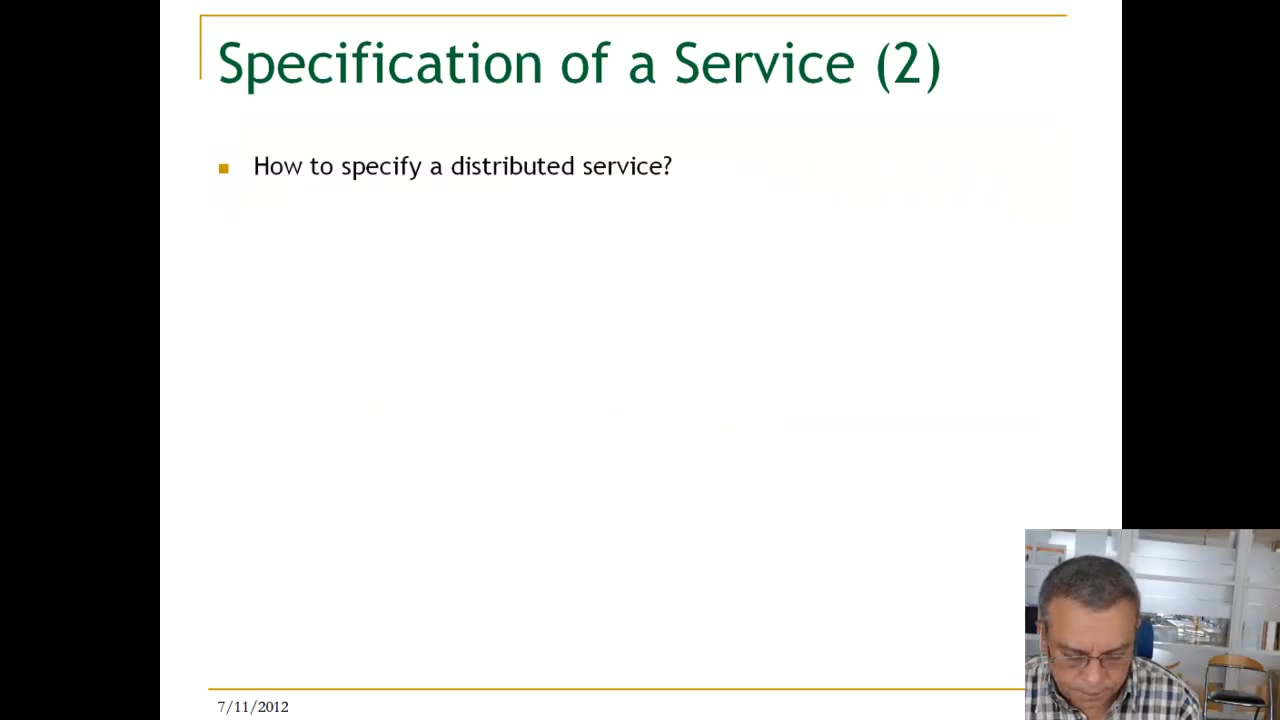 Specification of a Service (2)
How to specify a distributed service?
7/11/2012